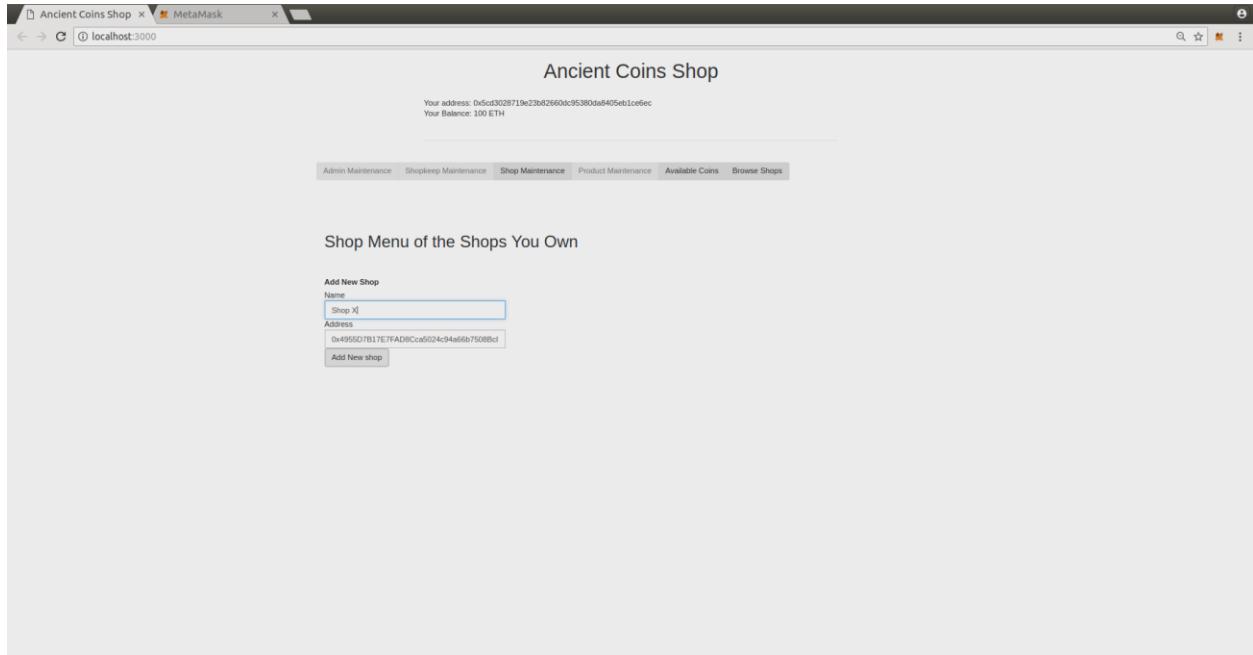 Ancient Coins Shop
MetaMask
localhost:3000
Ancient Coins Shop
Your address: 0x5cd3028719e23b82660dc95380da8405eb1ce6ec
Your Balance: 100 ETH
Admin Maintenance Shopkeep Maintenance Shop Maintenance Product Maintenance Available Coins Browse Shops
Shop Menu of the Shops You Own
Add New Shop
Name
Shop X
Address
0x4955D7B17E7FAD8Cca5024c94a66b7508Bcf
Add New shop